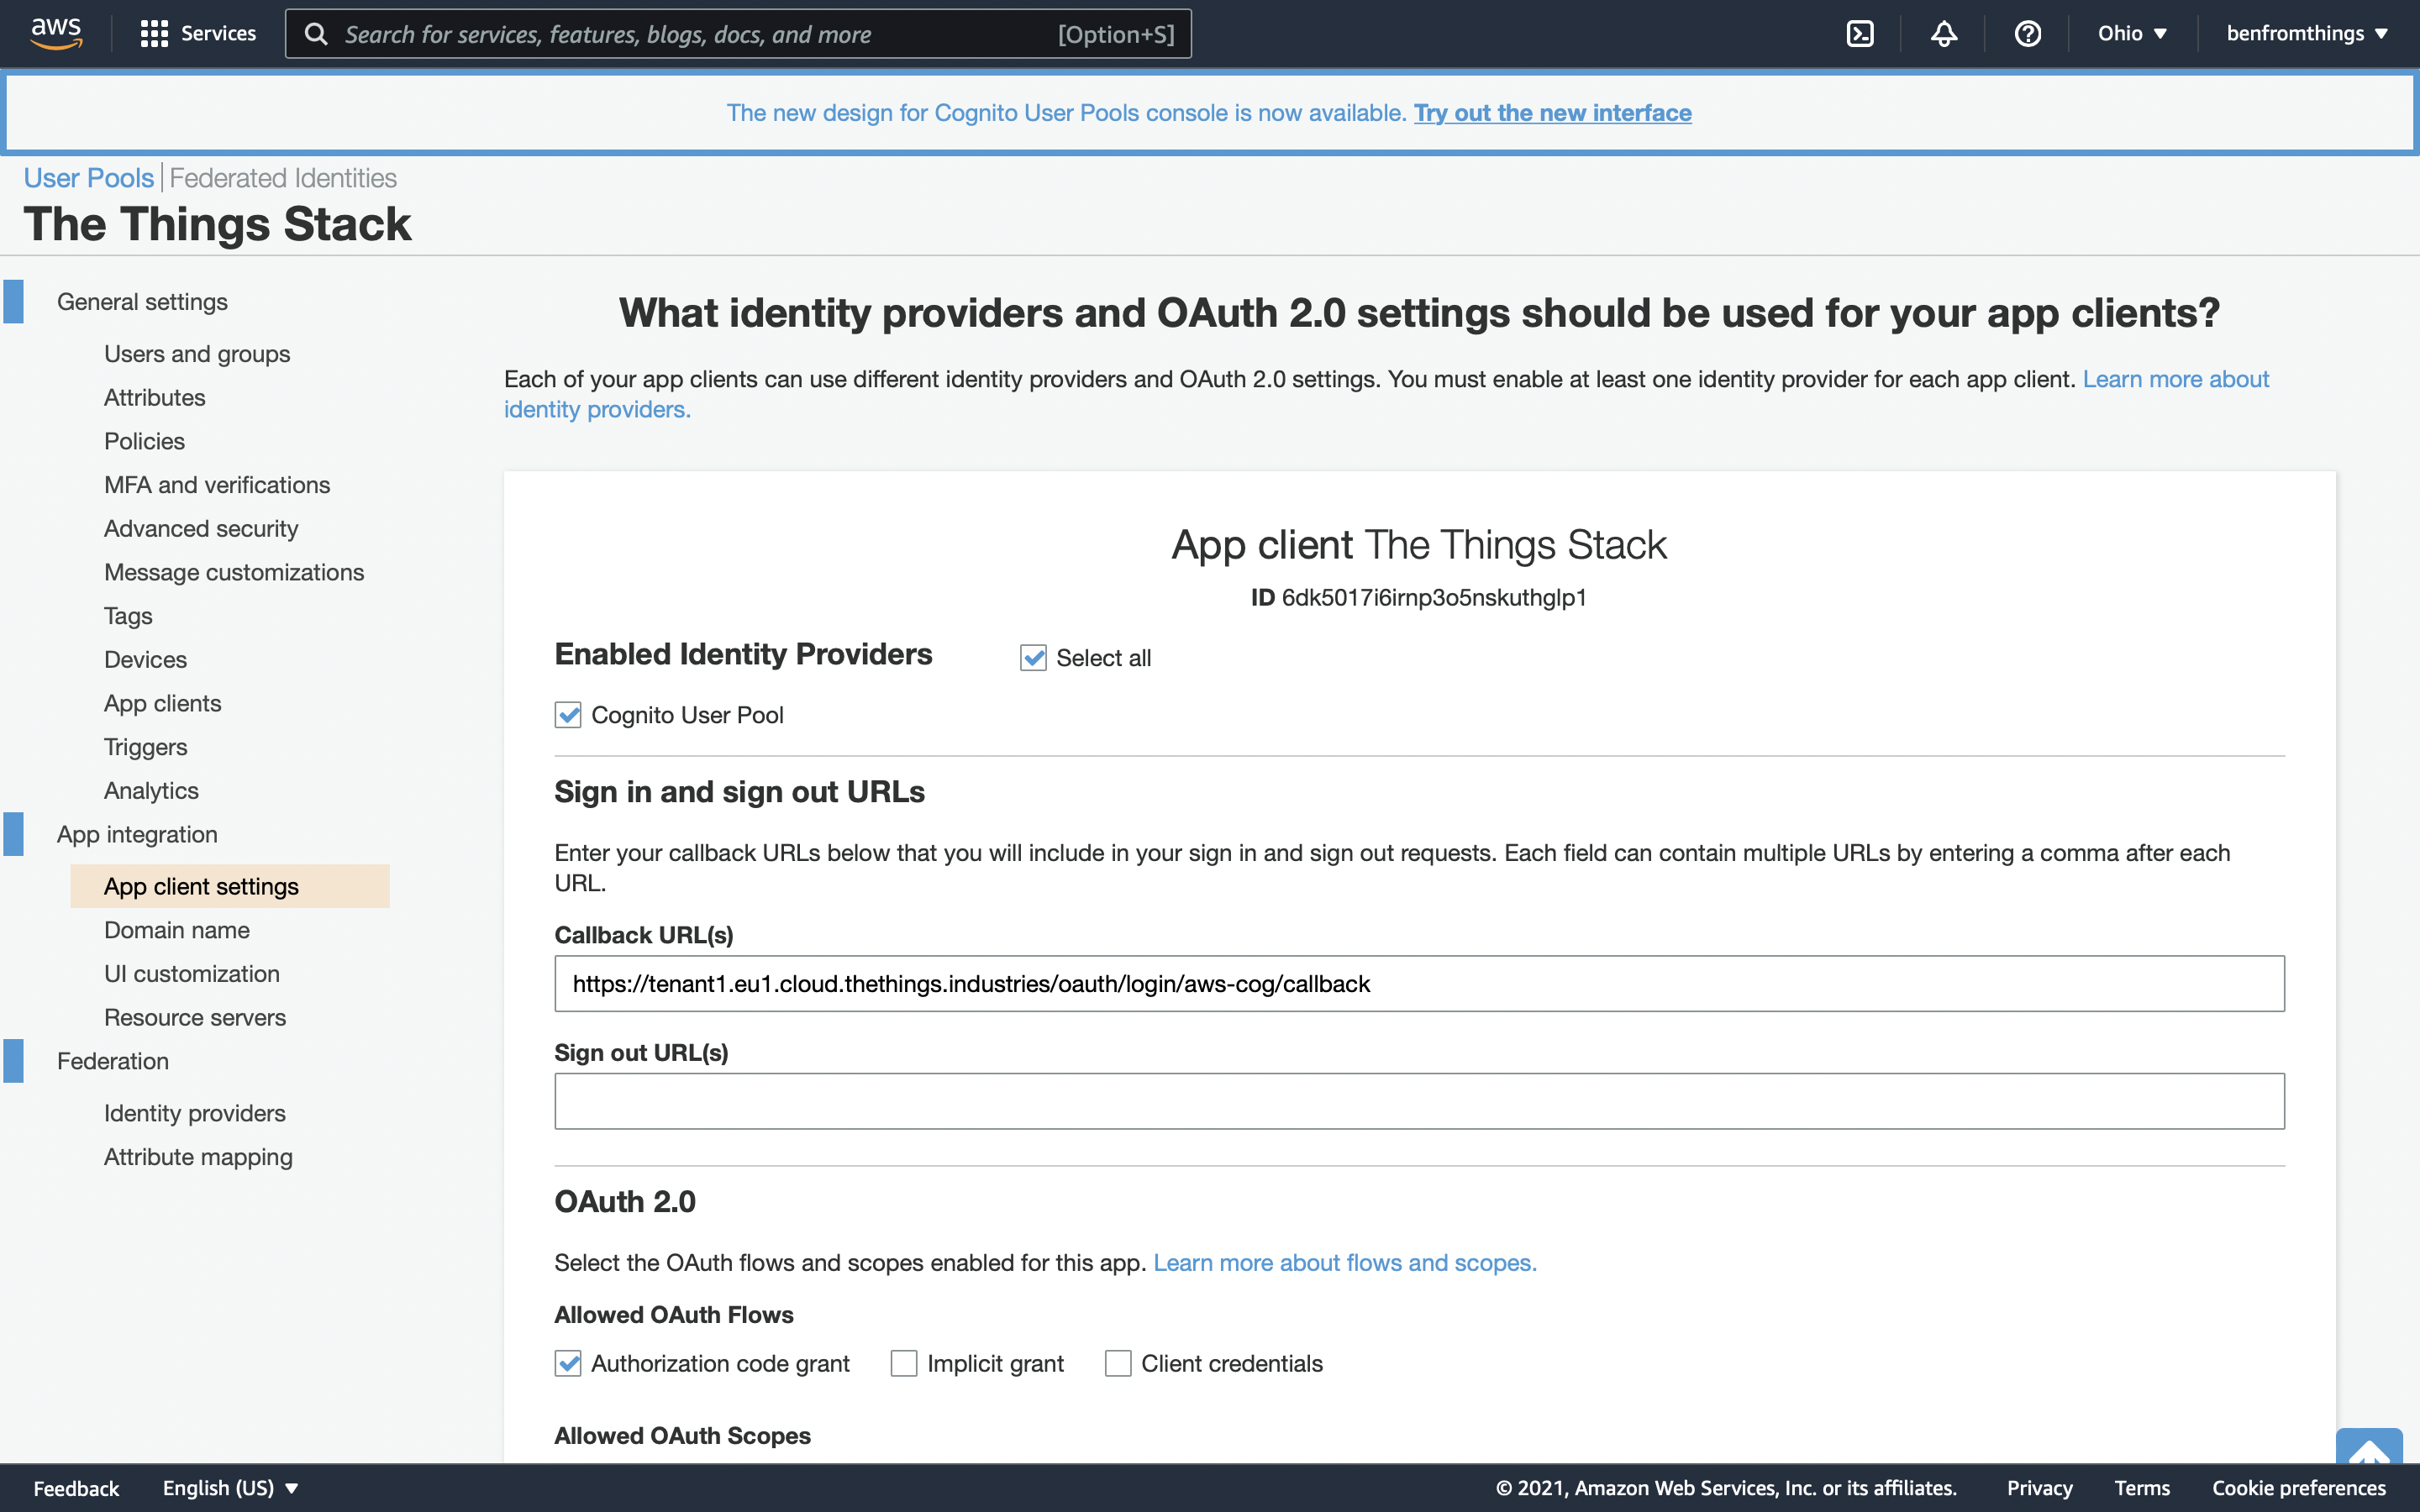 aws
Services
Search for services, features, blogs, docs, and more [Option+S]
Ohio ▼
benfromthings ▼
The new design for Cognito User Pools console is now available. Try out the new interface
User Pools | Federated Identities
The Things Stack
General settings
Users and groups
Attributes
Policies
MFA and verifications
Advanced security
Message customizations
Tags
Devices
App clients
Triggers
Analytics
App integration
App client settings
Domain name
UI customization
Resource servers
Federation
Identity providers
Attribute mapping
What identity providers and OAuth 2.0 settings should be used for your app clients?
Each of your app clients can use different identity providers and OAuth 2.0 settings. You must enable at least one identity provider for each app client. Learn more about
identity providers.
App client The Things Stack
ID 6dk5017i6irnp3o5nskuthglp1
Enabled Identity Providers
Select all
Cognito User Pool
Sign in and sign out URLs
Enter your callback URLs below that you will include in your sign in and sign out requests. Each field can contain multiple URLs by entering a comma after each
URL.
Callback URL(s)
https://tenant1.eu1.cloud.thethings.industries/oauth/login/aws-cog/callback
Sign out URL(s)
OAuth 2.0
Select the OAuth flows and scopes enabled for this app. Learn more about flows and scopes.
Allowed OAuth Flows
Authorization code grant
Implicit grant
Client credentials
Allowed OAuth Scopes
Feedback
English (US) ▼
© 2021, Amazon Web Services, Inc. or its affiliates.
Privacy
Terms
Cookie preferences